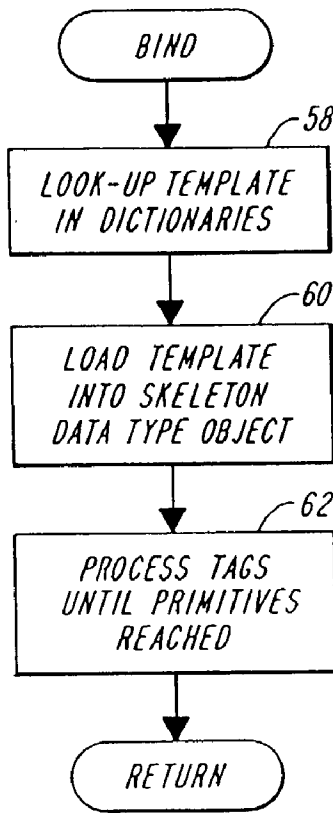 BIND
58
LOOK-UP TEMPLATE
IN DICTIONARIES
60
LOAD TEMPLATE
INTO SKELETON
DATA TYPE OBJECT
62
PROCESS TAGS
UNTIL PRIMITIVES
REACHED
RETURN